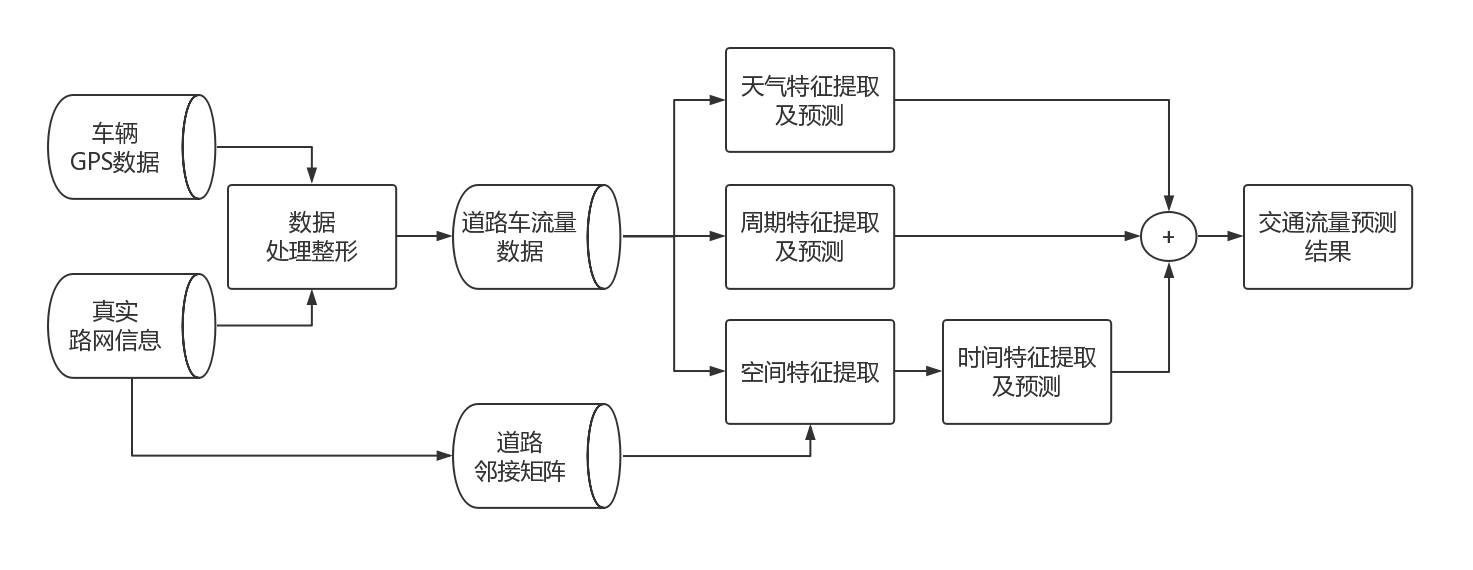 车辆
GPS数据
真实
路网信息
数据
处理整形
道路车流量
数据
道路
邻接矩阵
天气特征提取
及预测
周期特征提取
及预测
空间特征提取
时间特征提取
及预测
+
交通流量预测
结果